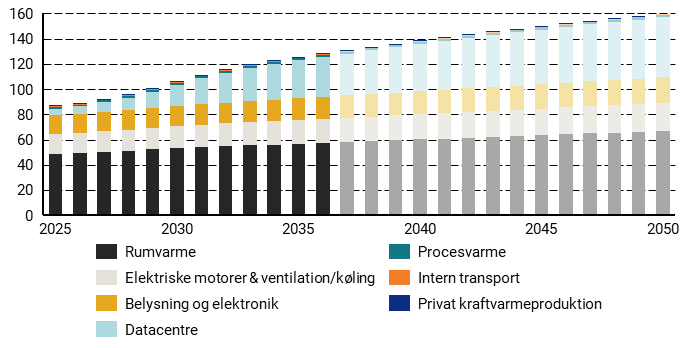 160
140
120
100
80
60
40
20
0
2025 2030 2035 2040 2045 2050
Rumvarme
Procesvarme
Elektriske motorer & ventilation/køling
Intern transport
Belysning og elektronik
Privat kraftvarmeproduktion
Datacentre